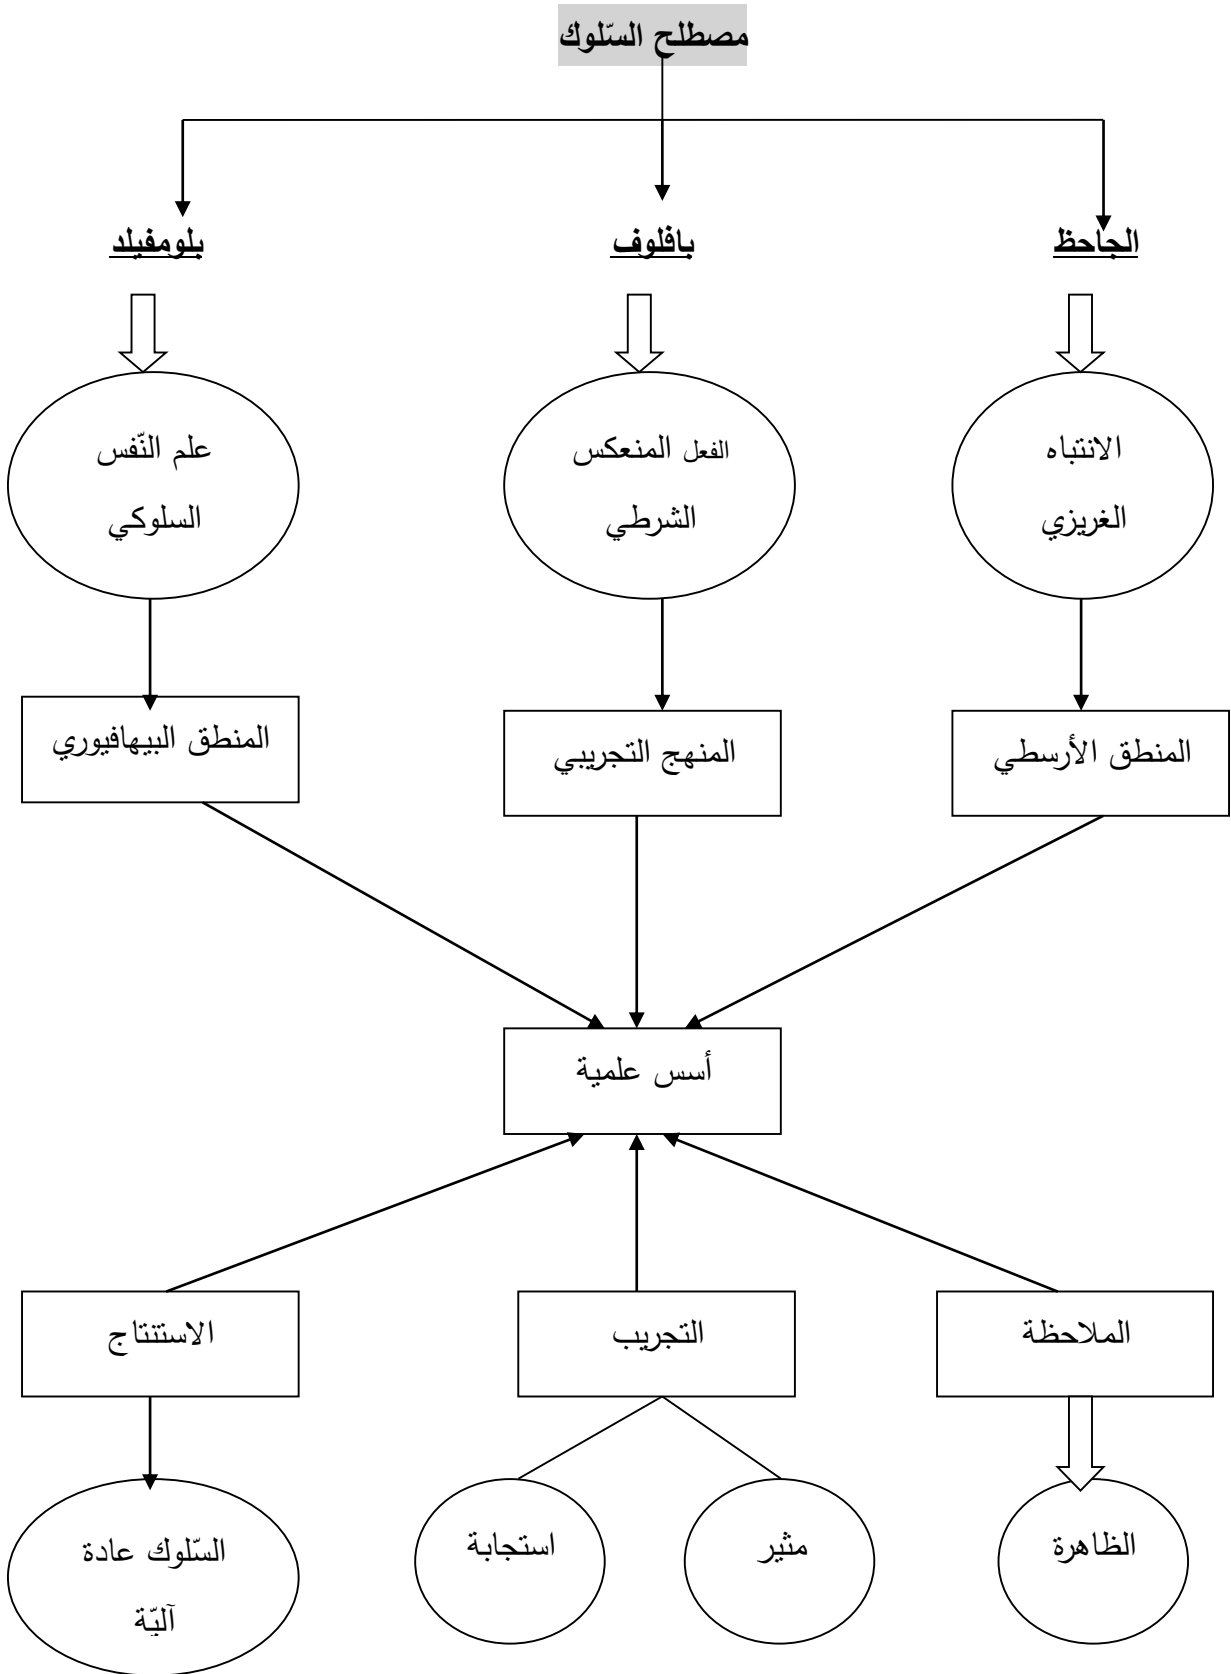 مصطلح السّلوك
الجاحظ
بافلوف
بلومفيلد
الانتباه
الغريزي
الفعل المنعكس
الشرطي
علم النّفس
السلوكي
المنطق الأرسطي
المنهج التجريبي
المنطق البيهافيوري
أسس علمية
الملاحظة
التجريب
الاستنتاج
الظاهرة
مثير
استجابة
السّلوك عادة
آليّة